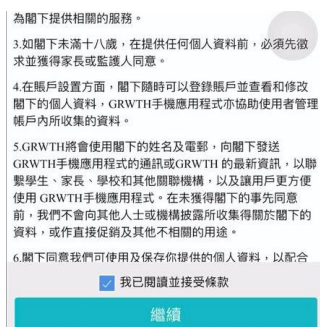 為閣下提供相關的服務。
3.如閣下未滿十八歲，在提供任何個人資料前，必須先徵
求並獲得家長或監護人同意。
4.在賬戶設置方面，閣下隨時可以登錄賬戶並查看和修改
閣下的個人資料，GRWTH手機應用程式亦協助使用者管理
帳戶內所收集的資料。
5.GRWTH將會使用閣下的姓名及電郵，向閣下發送
GRWTH手機應用程式的通訊或GRWTH 的最新資訊，以聯
繫學生、家長、學校和其他關聯機構，以及讓用戶更方便
使用 GRWTH手機應用程式。在未獲得閣下的事先同意
前，我們不會向其他人士或機構披露所收集得關於閣下的
資料，或作直接促銷及其他不相關的用途。
6.閣下同意我們可使用及保存你提供的個人資料，以配合
我已閱讀並接受條款
繼續